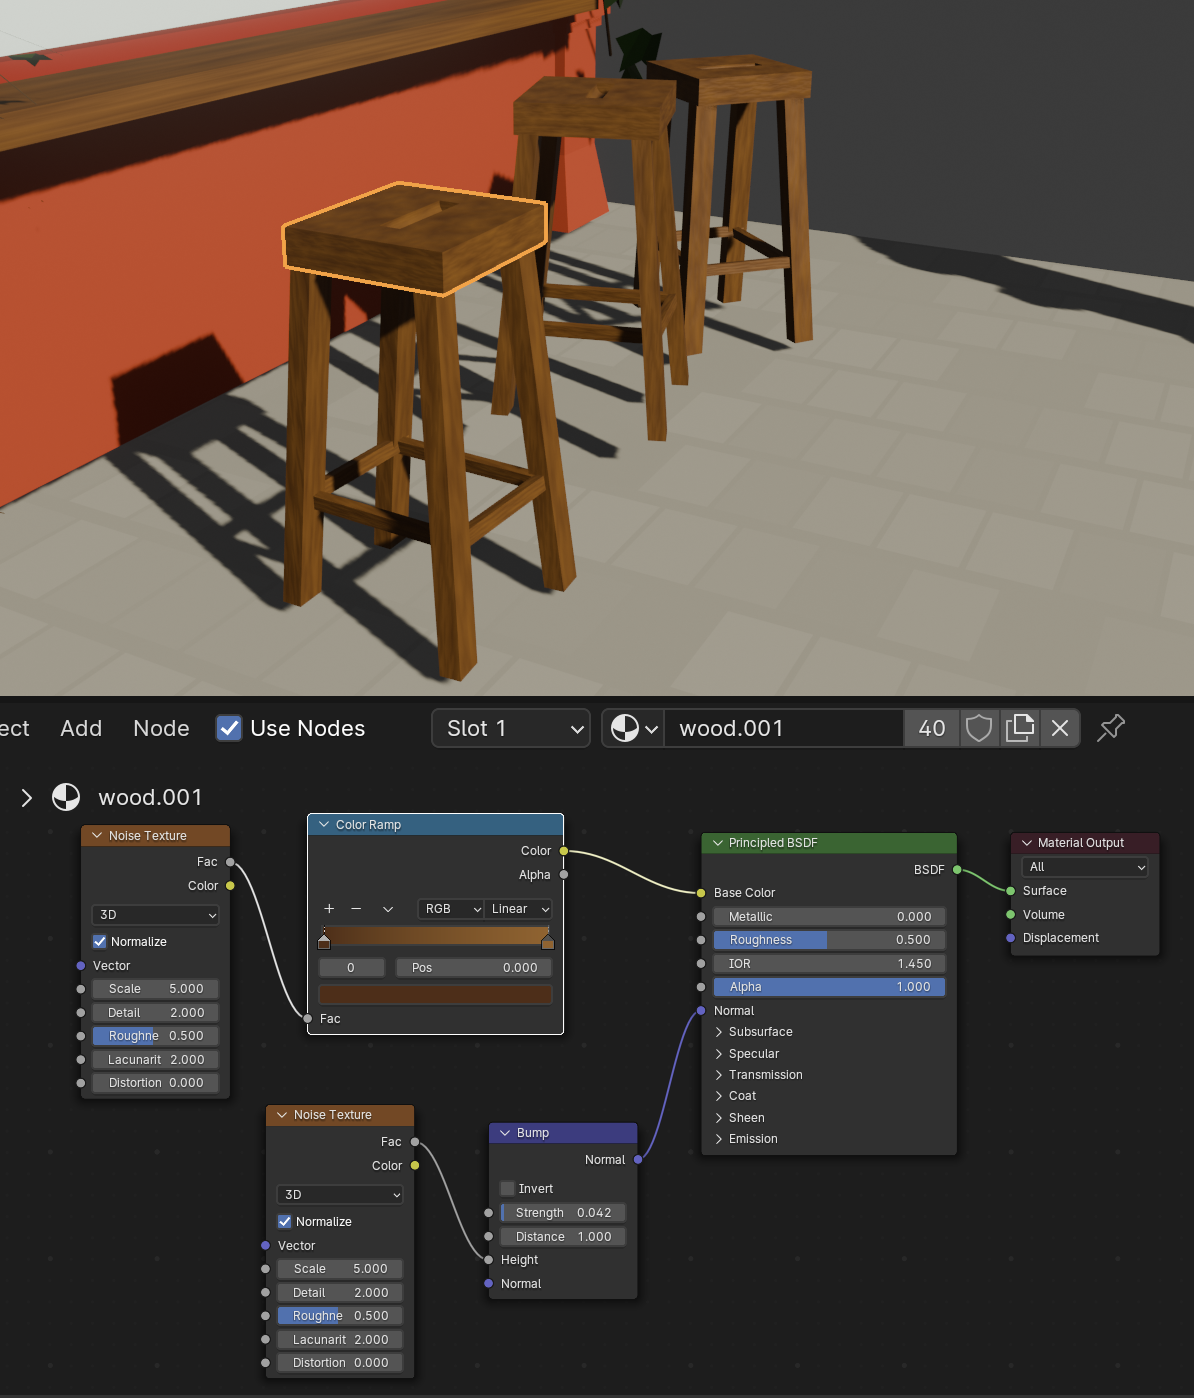 ect Add Node Use Nodes Slot 1 wood.001 40
wood.001
Noise Texture
Fac
Color
3D
Normalize
Vector
Scale 5.000
Detail 2.000
Roughne 0.500
Lacunarit 2.000
Distortion 0.000
Color Ramp
Color
Alpha
RGB Linear
0 Pos 0.000
Fac
Noise Texture
Fac
Color
3D
Normalize
Vector
Scale 5.000
Detail 2.000
Roughne 0.500
Lacunarit 2.000
Distortion 0.000
Bump
Normal
Invert
Strength 0.042
Distance 1.000
Height
Normal
Principled BSDF
BSDF
Base Color
Metallic 0.000
Roughness 0.500
IOR 1.450
Alpha 1.000
Normal
Subsurface
Specular
Transmission
Coat
Sheen
Emission
Material Output
All
Surface
Volume
Displacement